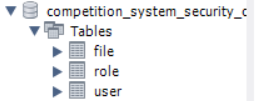 competition_system_security_c
Tables
file
role
user